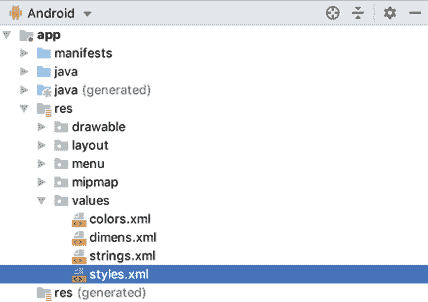 Android
app
manifests
java
java (generated)
res
drawable
layout
menu
mipmap
values
colors.xml
dimens.xml
strings.xml
styles.xml
res (generated)